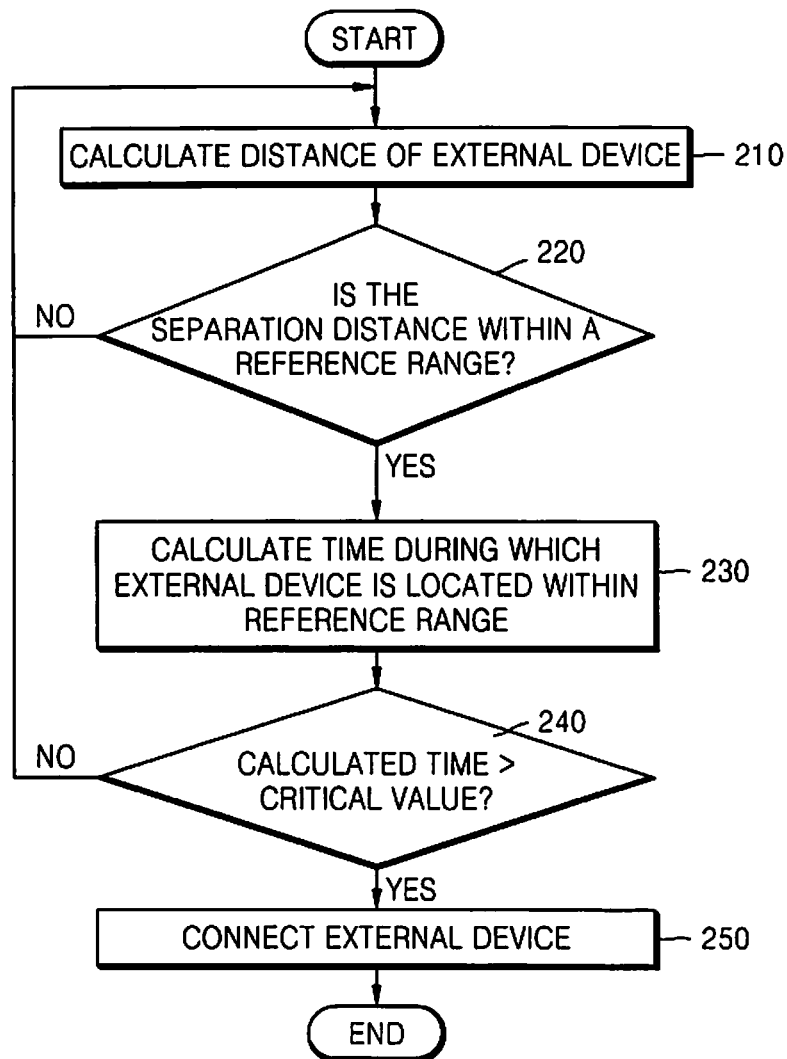 START
CALCULATE DISTANCE OF EXTERNAL DEVICE
210
220
IS THE
SEPARATION DISTANCE WITHIN A
REFERENCE RANGE?
NO
YES
CALCULATE TIME DURING WHICH
EXTERNAL DEVICE IS LOCATED WITHIN
REFERENCE RANGE
230
240
CALCULATED TIME >
CRITICAL VALUE?
NO
YES
CONNECT EXTERNAL DEVICE
250
END